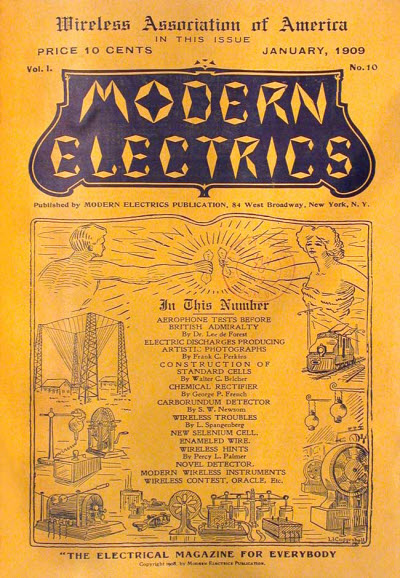 Wireless Association of America
IN THIS ISSUE
PRICE 10 CENTS JANUARY, 1909
Vol. I. No. 10
MODERN
ELECTRICS
Published by MODERN ELECTRICS PUBLICATION, 84 West Broadway, New York, N. Y.
In This Number
AEROPHONE TESTS BEFORE
BRITISH ADMIRALTY
By Dr. Lee de Forest
ELECTRIC DISCHARGES PRODUCING
ARTISTIC PHOTOGRAPHS
By Frank C. Perkins
CONSTRUCTION OF
STANDARD CELLS
By Walter C. Belcher
CHEMICAL RECTIFIER
By George P. French
CARBORUNDUM DETECTOR
By S. W. Newsom
WIRELESS TROUBLES
By L. Spangenberg
NEW SELENIUM CELL.
ENAMELED WIRE.
WIRELESS HINTS
By Percy L. Palmer
NOVEL DETECTOR.
MODERN WIRELESS INSTRUMENTS
WIRELESS CONTEST, ORACLE, Etc.
"THE ELECTRICAL MAGAZINE FOR EVERYBODY
Copyright 1908, by MODERN ELECTRICS PUBLICATION.